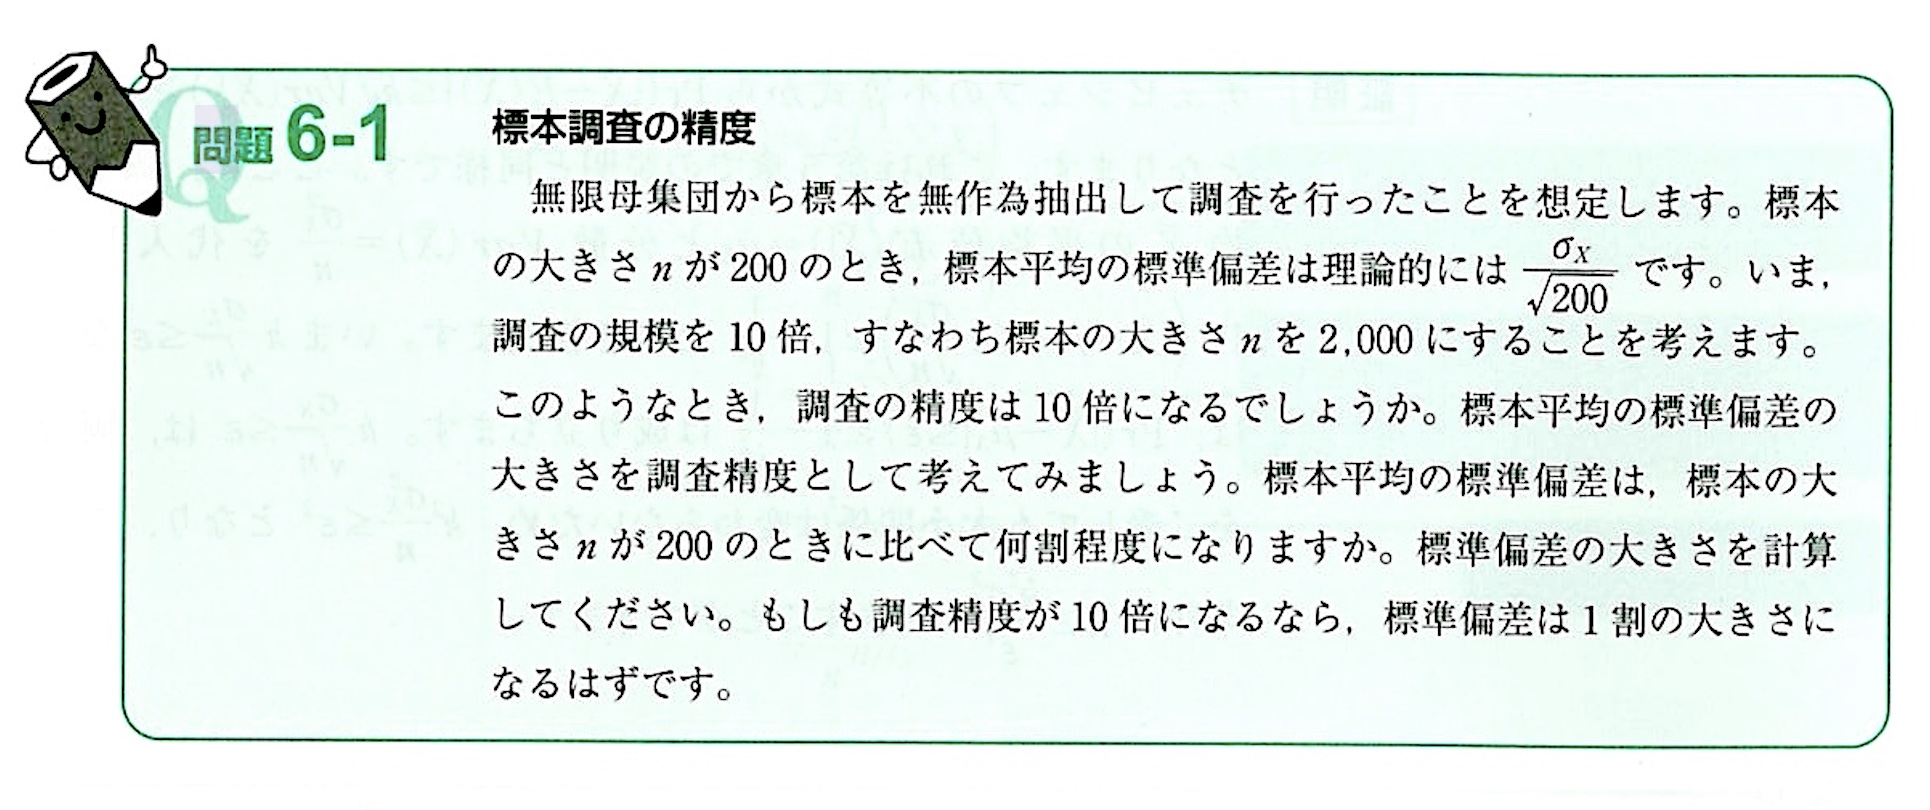 問題 6-1
標本調査の精度
無限母集団から標本を無作為抽出して調査を行ったことを想定します。標本
の大きさ n が 200 のとき，標本平均の標準偏差は理論的には σX/√200 です。いま，
調査の規模を 10 倍，すなわち標本の大きさ n を 2,000 にすることを考えます。
このようなとき，調査の精度は 10 倍になるでしょうか。標本平均の標準偏差の
大きさを調査精度として考えてみましょう。標本平均の標準偏差は，標本の大
きさ n が 200 のときに比べて何割程度になりますか。標準偏差の大きさを計算
してください。もしも調査精度が 10 倍になるなら，標準偏差は 1 割の大きさに
なるはずです。